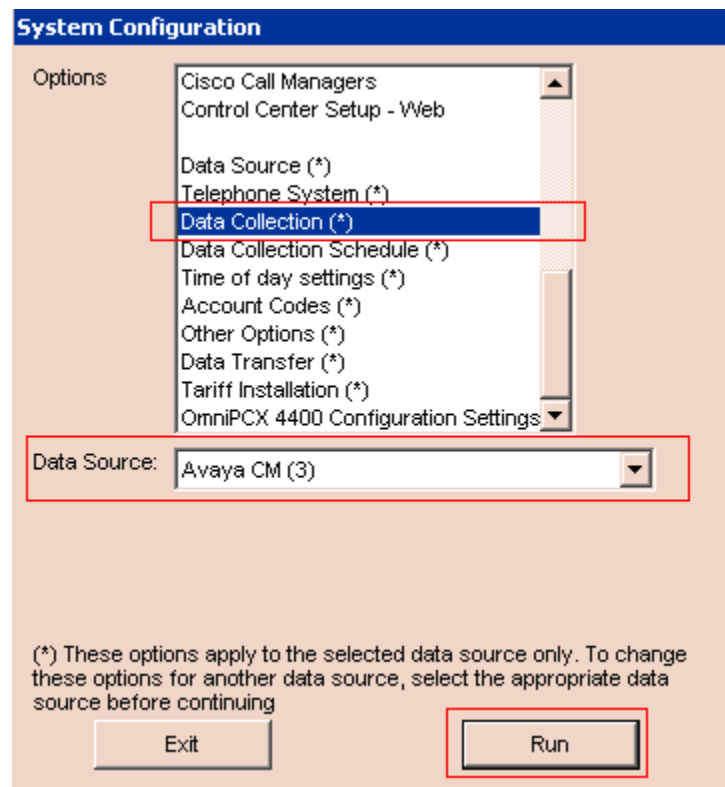 System Configuration
Options
Cisco Call Managers
Control Center Setup - Web
Data Source (*)
Telephone System (*)
Data Collection (*)
Data Collection Schedule (*)
Time of day settings (*)
Account Codes (*)
Other Options (*)
Data Transfer (*)
Tariff Installation (*)
OmniPCX 4400 Configuration Settings
Data Source: Avaya CM (3)
(*) These options apply to the selected data source only. To change
these options for another data source, select the appropriate data
source before continuing
Exit Run